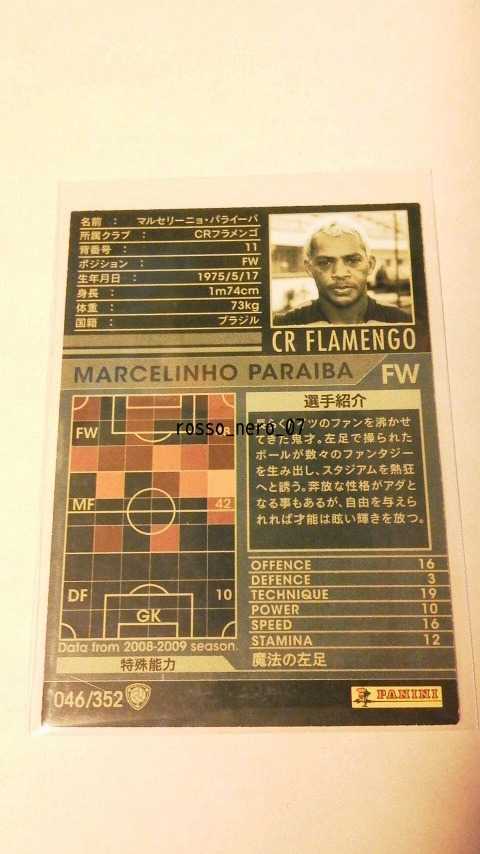 名前 : マルセリーニョ・パライーバ
所属クラブ : CRフラメンゴ
背番号 : 11
ポジション : FW
生年月日 : 1975/5/17
身長 : 1m74cm
体重 : 73kg
国籍 : ブラジル
CR FLAMENGO
MARCELINHO PARAIBA FW
選手紹介
FW
rosso_nero_07
ツのファンを沸かせ
てきた鬼才。左足で操られた
ボールが数々のファンタジー
を生み出し、スタジアムを熱狂
へと誘う。奔放な性格がアダと
なる事もあるが、自由を与えら
れれば才能は眩い輝きを放つ。
MF 42
DF 10
GK
Data from 2008-2009 season.
OFFENCE 16
DEFENCE 3
TECHNIQUE 19
POWER 10
SPEED 16
STAMINA 12
特殊能力 魔法の左足
046/352
PANINI